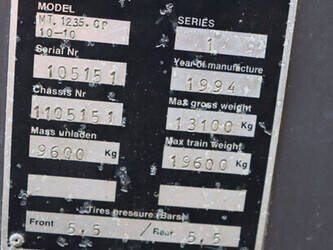 MODEL
SERIES
MT.1235.CP
10-10
1
Serial Nr
Year of manufacture
105151
1994
Chassis Nr
Max gross weight
1105151
13100 Kg
Mass unladen
Max train weight
9600 Kg
19600 Kg
Tires pressure (Bars)
Front 5.5 / Rear 5.5